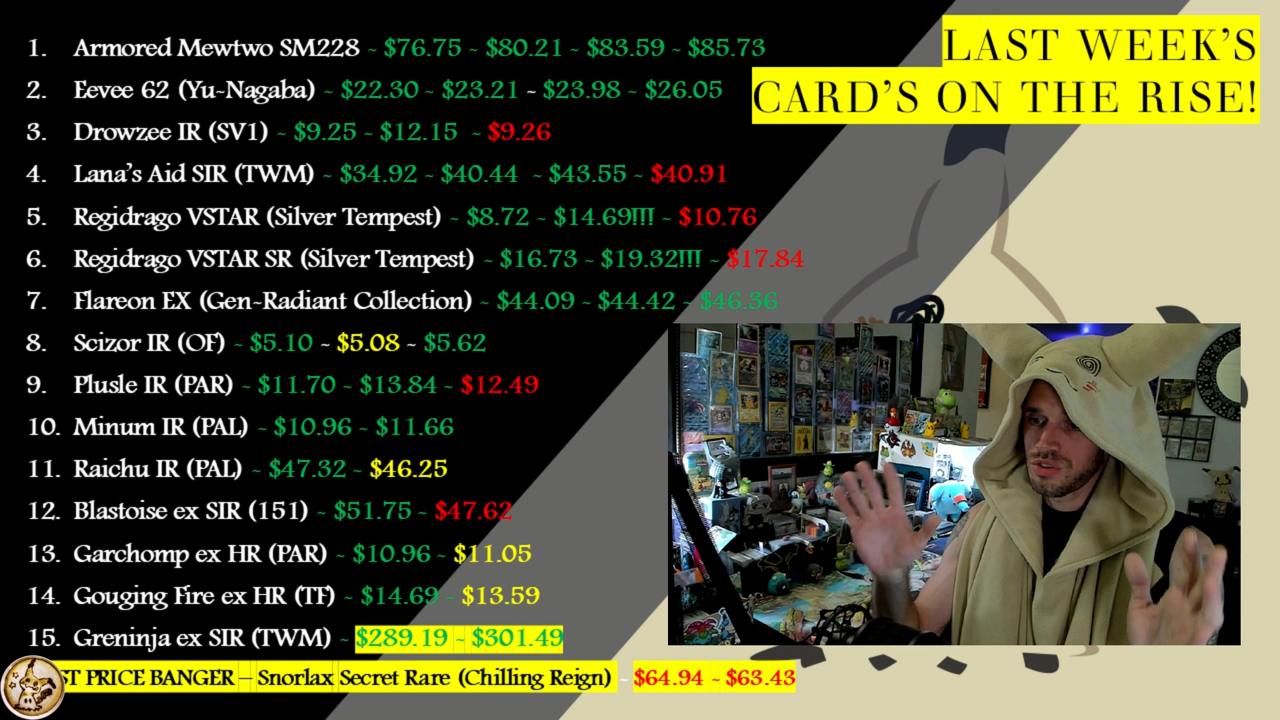 LAST WEEK'S
CARD'S ON THE RISE!
1. Armored Mewtwo SM228 ~ $76.75 ~ $80.21 ~ $83.59 ~ $85.73
2. Eevee 62 (Yu-Nagaba) ~ $22.30 ~ $23.21 ~ $23.98 ~ $26.05
3. Drowzee IR (SV1) ~ $9.25 ~ $12.15 ~ $9.26
4. Lana's Aid SIR (TWM) ~ $34.92 ~ $40.44 ~ $43.55 ~ $40.91
5. Regidrago VSTAR (Silver Tempest) ~ $8.72 ~ $14.69!!! ~ $10.76
6. Regidrago VSTAR SR (Silver Tempest) ~ $16.73 ~ $19.32!!! ~ $17.84
7. Flareon EX (Gen-Radiant Collection) ~ $44.09 ~ $44.42 ~ $46.36
8. Scizor IR (OF) ~ $5.10 ~ $5.08 ~ $5.62
9. Plusle IR (PAR) ~ $11.70 ~ $13.84 ~ $12.49
10. Minum IR (PAL) ~ $10.96 ~ $11.66
11. Raichu IR (PAL) ~ $47.32 ~ $46.25
12. Blastoise ex SIR (151) ~ $51.75 ~ $47.62
13. Garchomp ex HR (PAR) ~ $10.96 ~ $11.05
14. Gouging Fire ex HR (TF) ~ $14.69 ~ $13.59
15. Greninja ex SIR (TWM) ~ $289.19 ~ $301.49
PRICE BANGER – Snorlax Secret Rare (Chilling Reign) ~ $64.94 ~ $63.43